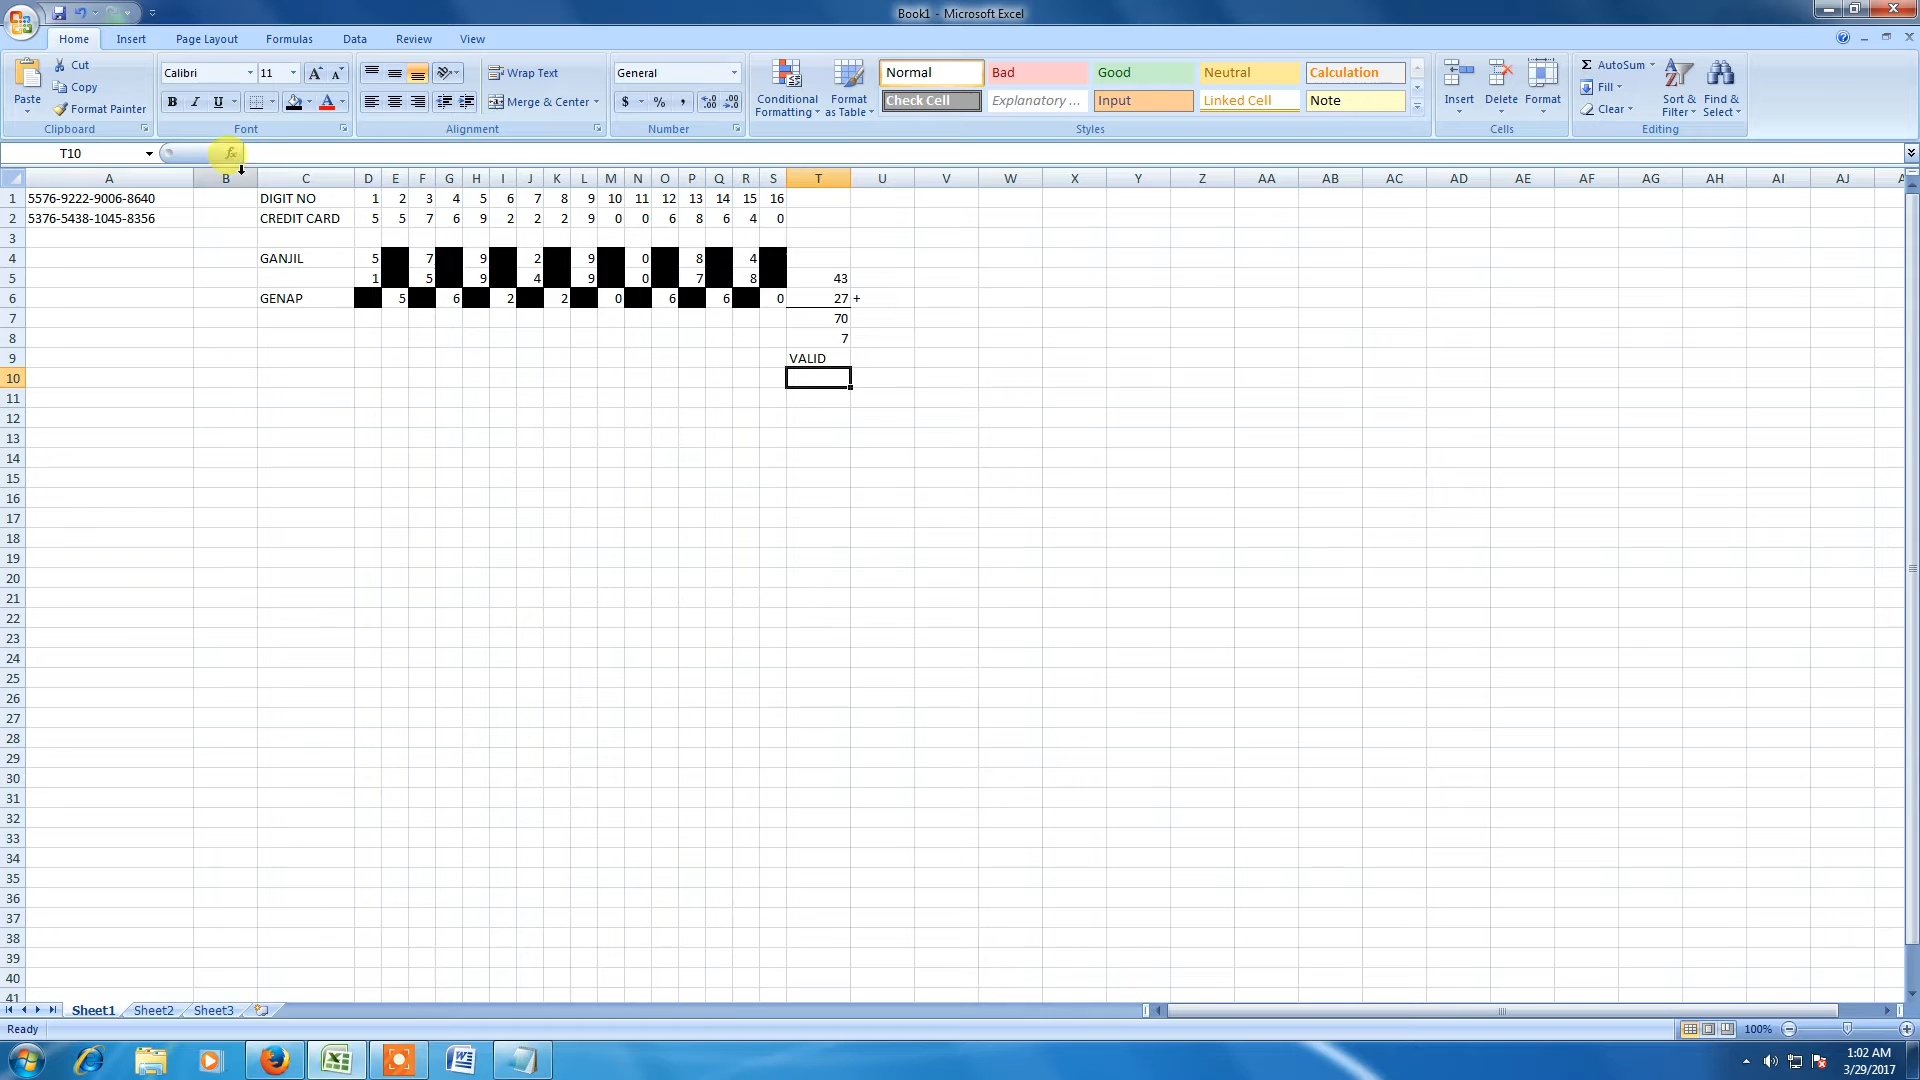 Book1 - Microsoft Excel
Home Insert Page Layout Formulas Data Review View
Paste
Cut
Copy
Format Painter
Clipboard
Calibri 11
B I U
Font
Wrap Text
Merge & Center
Alignment
General
$ % ,
Number
Conditional Formatting
Format as Table
Normal Bad Good Neutral Calculation
Check Cell Explanatory ... Input Linked Cell Note
Styles
Insert Delete Format
Cells
AutoSum
Fill
Clear
Sort & Filter
Find & Select
Editing
T10 fx
A B C D E F G H I J K L M N O P Q R S T U V W X Y Z AA AB AC AD AE AF AG AH AI AJ
1 5576-9222-9006-8640 DIGIT NO 1 2 3 4 5 6 7 8 9 10 11 12 13 14 15 16
2 5376-5438-1045-8356 CREDIT CARD 5 5 7 6 9 2 2 2 9 0 0 6 8 6 4 0
3
4 GANJIL 5 7 9 2 9 0 8 4
5 1 5 9 4 9 0 7 8 43
6 GENAP 5 6 2 2 0 6 6 0 27 +
7 70
8 7
9 VALID
10
11
12
13
14
15
16
17
18
19
20
21
22
23
24
25
26
27
28
29
30
31
32
33
34
35
36
37
38
39
40
41
Sheet1 Sheet2 Sheet3
Ready 100%
1:02 AM
3/29/2017